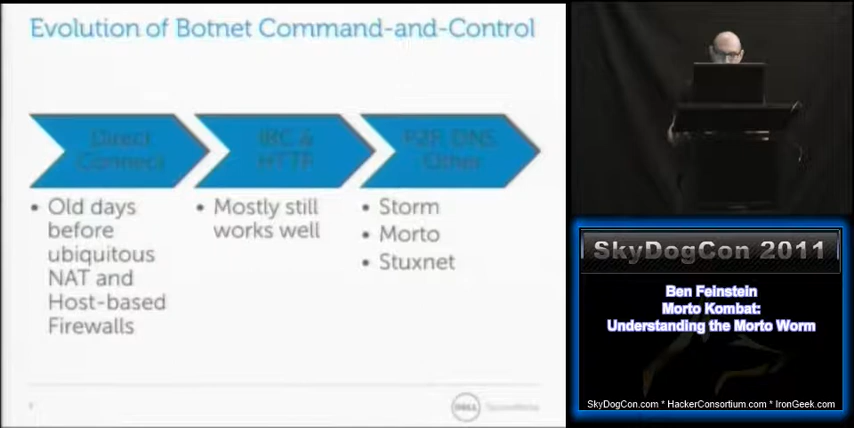 Evolution of Botnet Command-and-Control
Direct
Connect
IRC &
HTTP
P2P, DNS
Other
• Old days
before
ubiquitous
NAT and
Host-based
Firewalls
• Mostly still
works well
• Storm
• Morto
• Stuxnet
DELL SecureWorks
SkyDogCon 2011
Ben Feinstein
Morto Kombat:
Understanding the Morto Worm
SkyDogCon.com * HackerConsortium.com * IronGeek.com